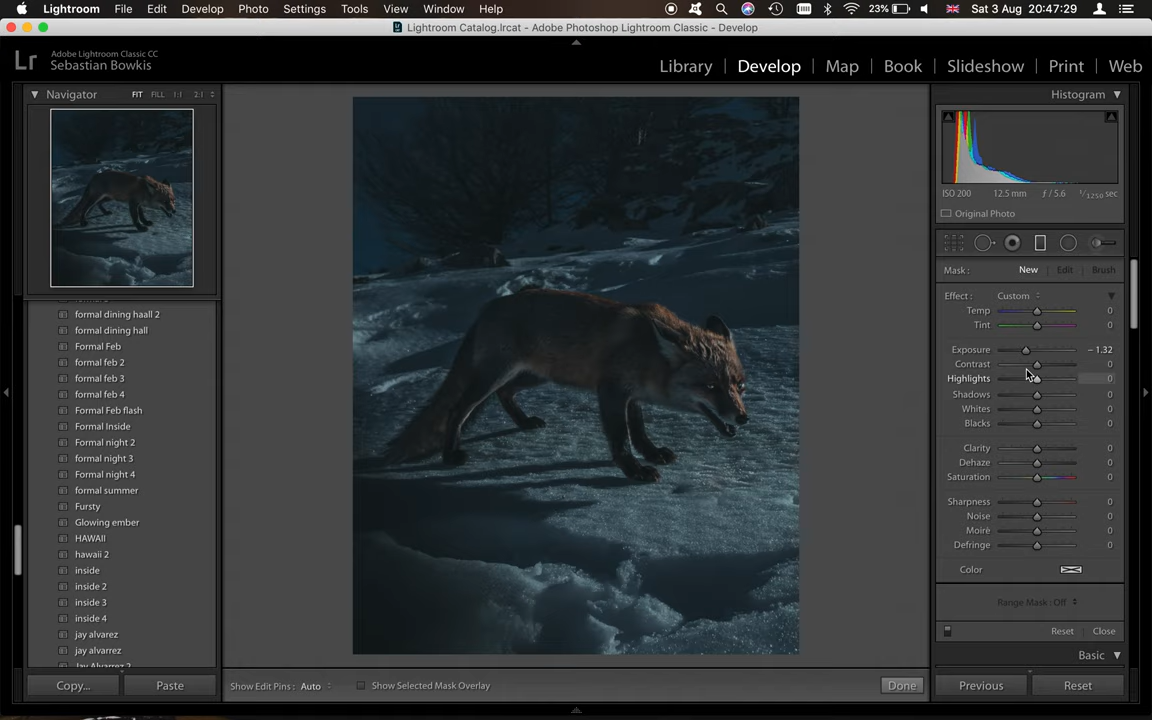 Lightroom File Edit Develop Photo Settings Tools View Window Help 23% Sat 3 Aug 20:47:29
Lightroom Catalog.lrcat - Adobe Photoshop Lightroom Classic - Develop
Lr Adobe Lightroom Classic CC
Sebastian Bowkis
Library Develop Map Book Slideshow Print Web
Navigator FIT FILL 1:1 2:1
formal dining haall 2
formal dining hall
Formal Feb
formal feb 2
formal feb 3
formal feb 4
Formal Feb flash
Formal Inside
Formal night 2
formal night 3
Formal night 4
formal summer
Fursty
Glowing ember
HAWAII
hawaii 2
inside
inside 2
inside 3
inside 4
jay alvarez
jay alvarrez
Jay Alvarrez 2
Copy... Paste
Show Edit Pins : Auto Show Selected Mask Overlay Done
Histogram
ISO 200 12.5 mm ƒ / 5.6 1/1250 sec
Original Photo
Mask : New Edit Brush
Effect : Custom
Temp 0
Tint 0
Exposure – 1.32
Contrast 0
Highlights 0
Shadows 0
Whites 0
Blacks 0
Clarity 0
Dehaze 0
Saturation 0
Sharpness 0
Noise 0
Moiré 0
Defringe 0
Color
Range Mask : Off
Reset Close
Basic
Previous Reset